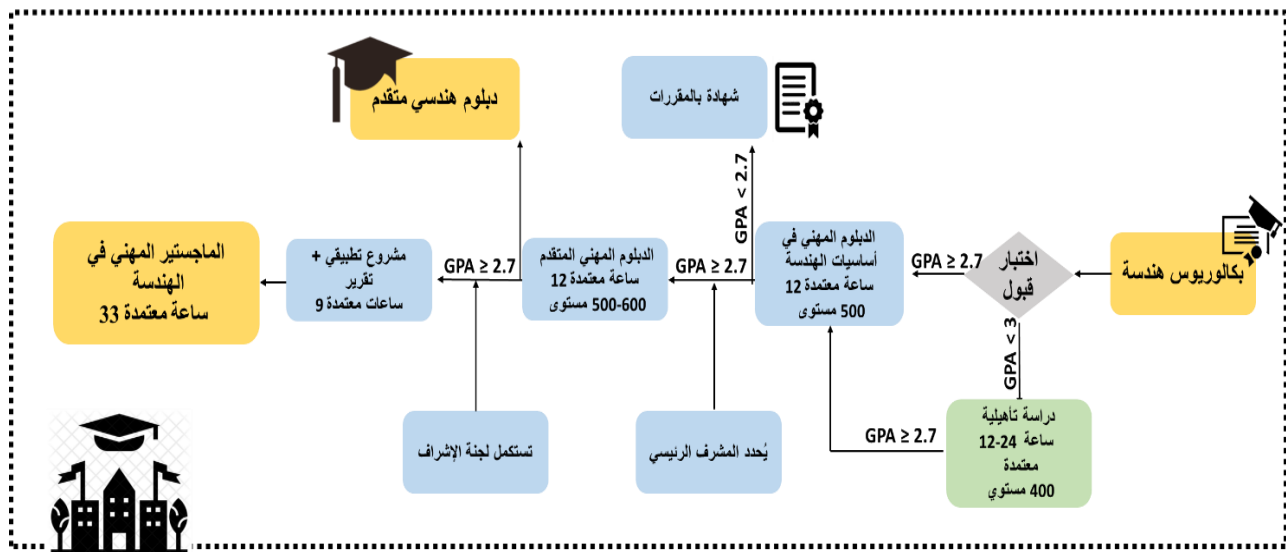 بكالوريوس هندسة
اختبار
قبول
GPA ≥ 2.7
GPA < 3
دراسة تأهيلية
12-24 ساعة
معتمدة
400 مستوي
GPA ≥ 2.7
الدبلوم المهني في
أساسيات الهندسة
12 ساعة معتمدة
500 مستوى
GPA < 2.7
شهادة بالمقررات
GPA ≥ 2.7
يُحدد المشرف الرئيسي
الدبلوم المهني المتقدم
12 ساعة معتمدة
500-600 مستوى
دبلوم هندسي متقدم
GPA ≥ 2.7
تستكمل لجنة الإشراف
مشروع تطبيقي +
تقرير
9 ساعات معتمدة
الماجستير المهني في
الهندسة
33 ساعة معتمدة